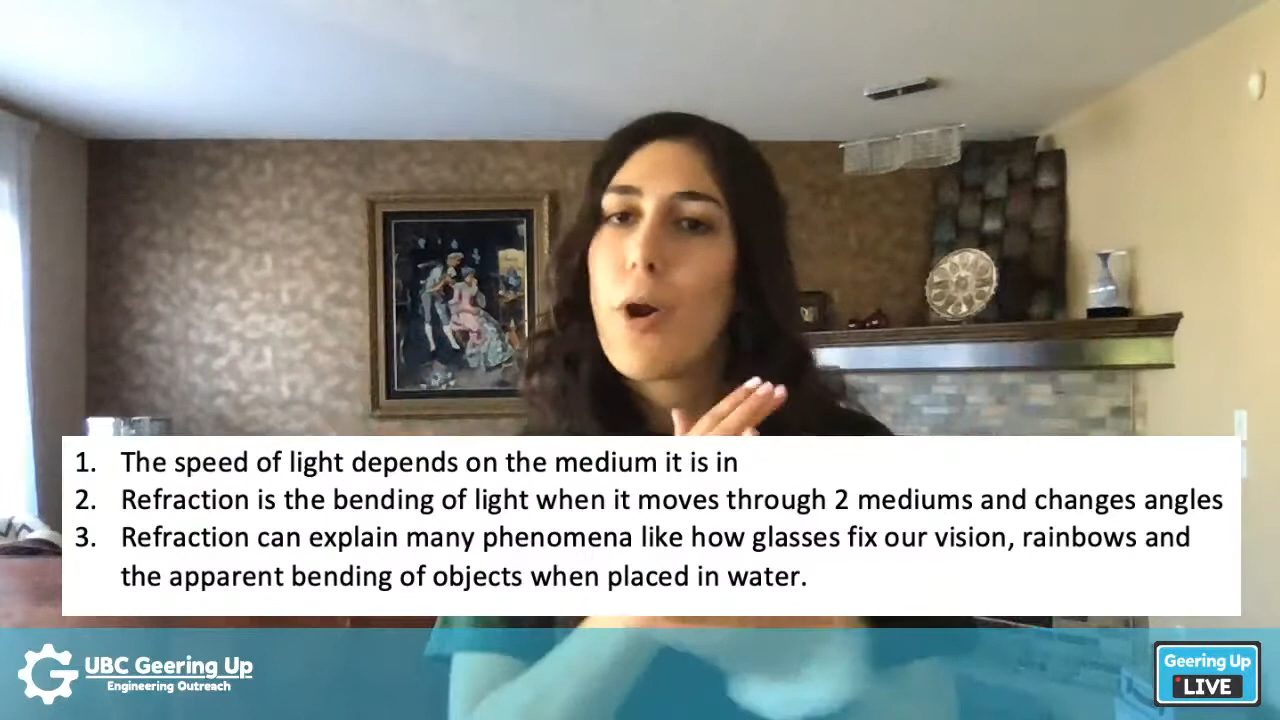 1. The speed of light depends on the medium it is in
2. Refraction is the bending of light when it moves through 2 mediums and changes angles
3. Refraction can explain many phenomena like how glasses fix our vision, rainbows and
the apparent bending of objects when placed in water.
UBC Geering Up
Engineering Outreach
Geering Up
LIVE